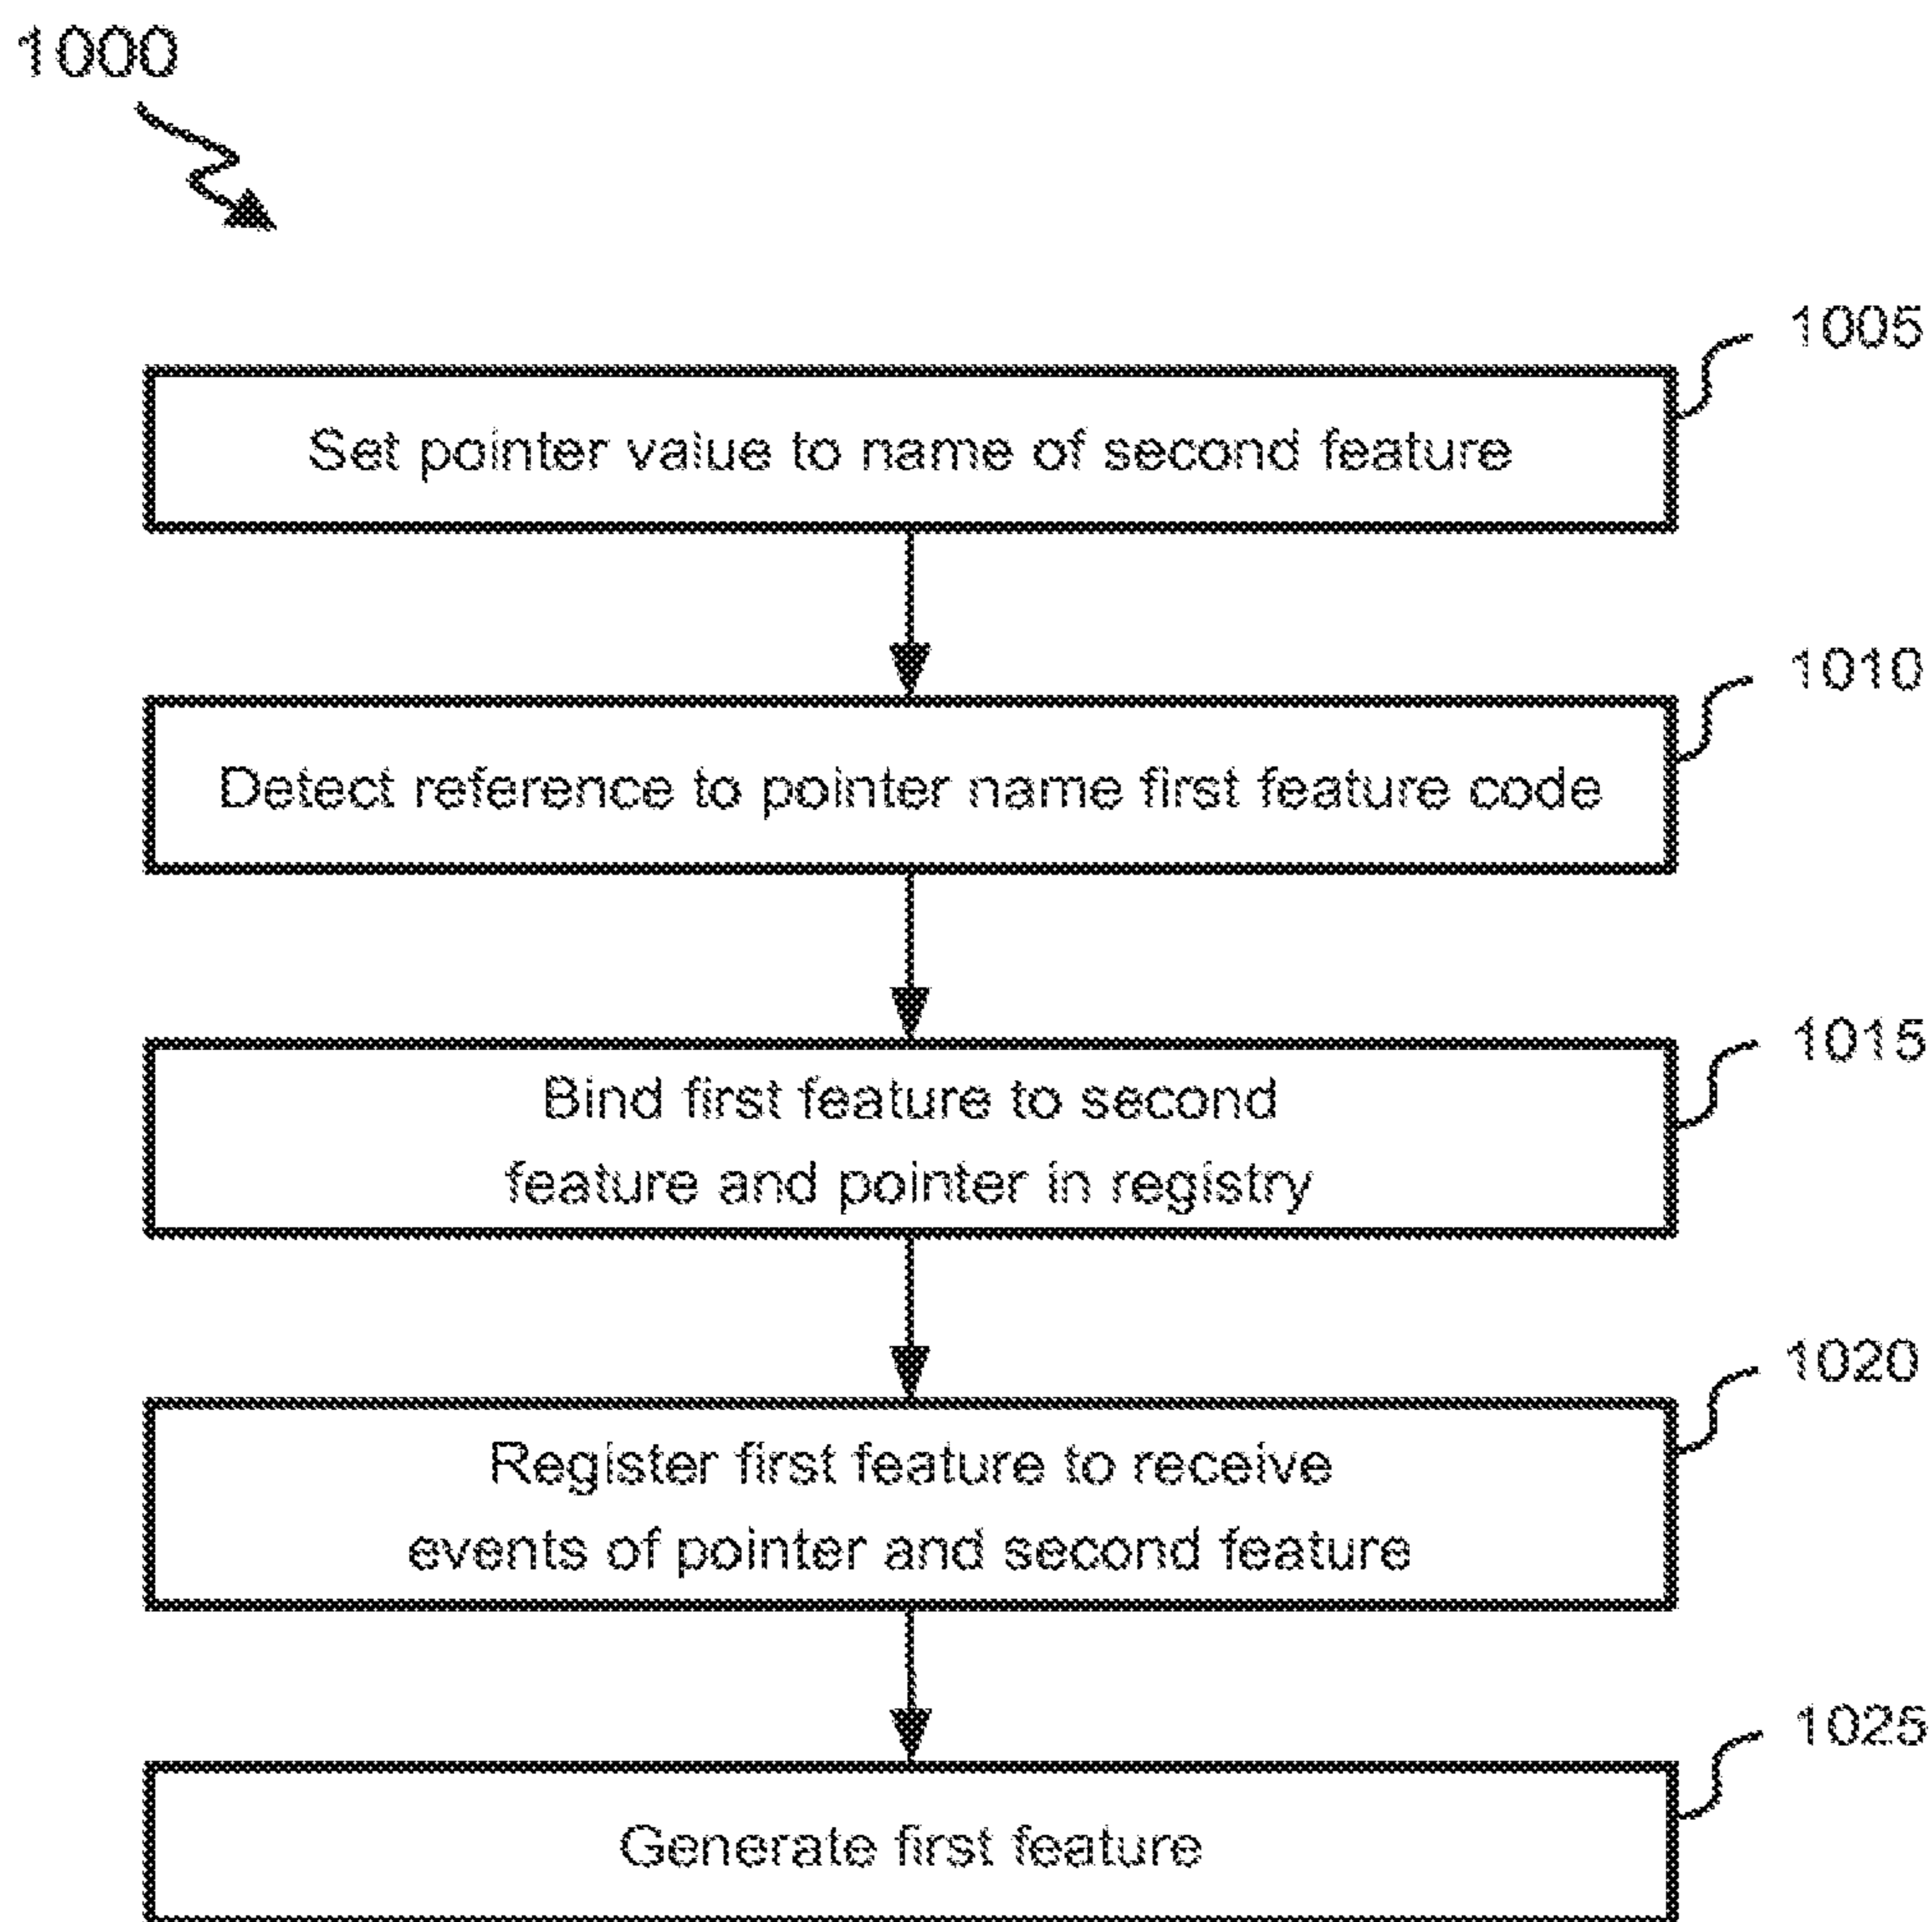 1000
1005
Set pointer value to name of second feature
1010
Detect reference to pointer name first feature code
1015
Bind first feature to second
feature and pointer in registry
1020
Register first feature to receive
events of pointer and second feature
1025
Generate first feature